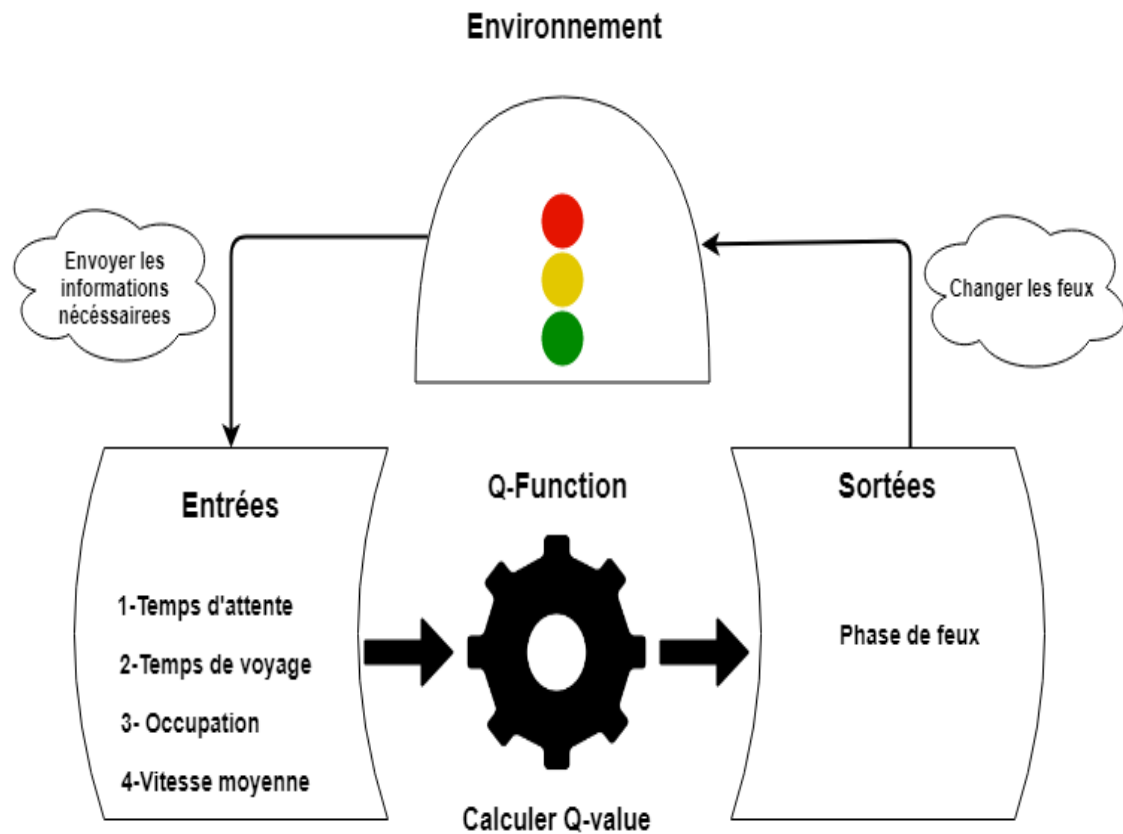 Environnement
Envoyer les
informations
nécéssairees
Changer les feux
Entrées
1-Temps d'attente
2-Temps de voyage
3- Occupation
4-Vitesse moyenne
Q-Function
Calculer Q-value
Sortées
Phase de feux